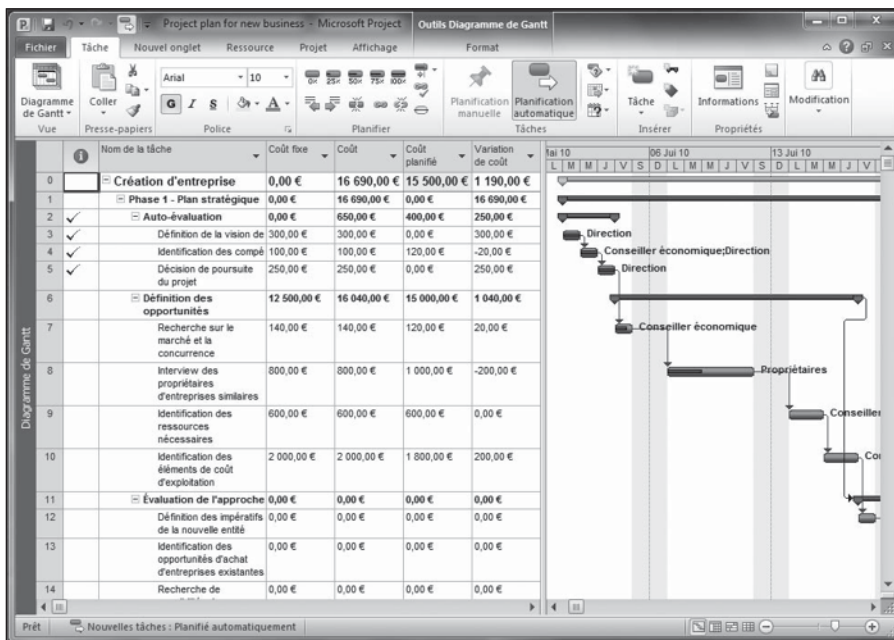 Project plan for new business - Microsoft Project
Outils Diagramme de Gantt
Fichier Tâche Nouvel onglet Ressource Projet Affichage Format
Diagramme de Gantt
Vue
Coller
Presse-papiers
Arial 10
G I S A
Police
0× 25× 50× 75× 100×
Planifier
Planification manuelle
Planification automatique
Tâches
Tâche
Insérer
Informations
Propriétés
Modification
Nom de la tâche Coût fixe Coût Coût planifié Variation de coût
Mai 10 06 Jui 10 13 Jui 10
L M M J V S D L M M J V S D L M M J V
0 Création d'entreprise 0,00 € 16 690,00 € 15 500,00 € 1 190,00 €
1 Phase 1 - Plan stratégique 0,00 € 16 690,00 € 0,00 € 16 690,00 €
2 Auto-évaluation 0,00 € 650,00 € 400,00 € 250,00 €
3 Définition de la vision de 300,00 € 300,00 € 0,00 € 300,00 €
Direction
4 Identification des compé 100,00 € 100,00 € 120,00 € -20,00 €
Conseiller économique;Direction
5 Décision de poursuite 250,00 € 250,00 € 0,00 € 250,00 €
du projet
Direction
6 Définition des 12 500,00 € 16 040,00 € 15 000,00 € 1 040,00 €
opportunités
7 Recherche sur le 140,00 € 140,00 € 120,00 € 20,00 €
marché et la
concurrence
Conseiller économique
8 Interview des 800,00 € 800,00 € 1 000,00 € -200,00 €
propriétaires
d'entreprises similaires
Propriétaires
9 Identification des 600,00 € 600,00 € 600,00 € 0,00 €
ressources
nécessaires
Conseiller
10 Identification des 2 000,00 € 2 000,00 € 1 800,00 € 200,00 €
éléments de coût
d'exploitation
Co
11 Évaluation de l'approche 0,00 € 0,00 € 0,00 € 0,00 €
12 Définition des impératifs 0,00 € 0,00 € 0,00 € 0,00 €
de la nouvelle entité
13 Identification des 0,00 € 0,00 € 0,00 € 0,00 €
opportunités d'achat
d'entreprises existantes
14 Recherche de 0,00 € 0,00 € 0,00 € 0,00 €
Diagramme de Gantt
Prêt Nouvelles tâches : Planifié automatiquement